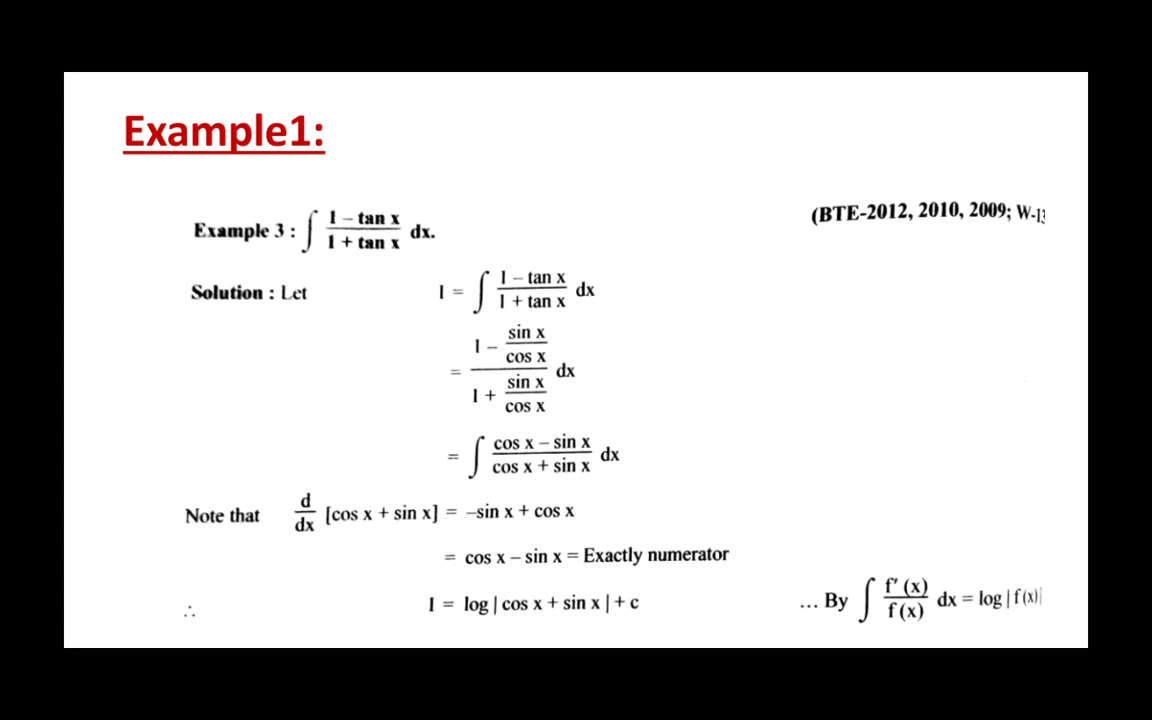 Example1:
Example 3 : ∫ (1 – tan x)/(1 + tan x) dx. (BTE-2012, 2010, 2009;
Solution : Let I = ∫ (1 – tan x)/(1 + tan x) dx
= (1 – (sin x)/(cos x))/(1 + (sin x)/(cos x)) dx
= ∫ (cos x – sin x)/(cos x + sin x) dx
Note that d/dx [cos x + sin x] = –sin x + cos x
= cos x – sin x = Exactly numerator
∴ I = log | cos x + sin x | + c ... By ∫ f' (x)/f (x) dx = log | f (x) |